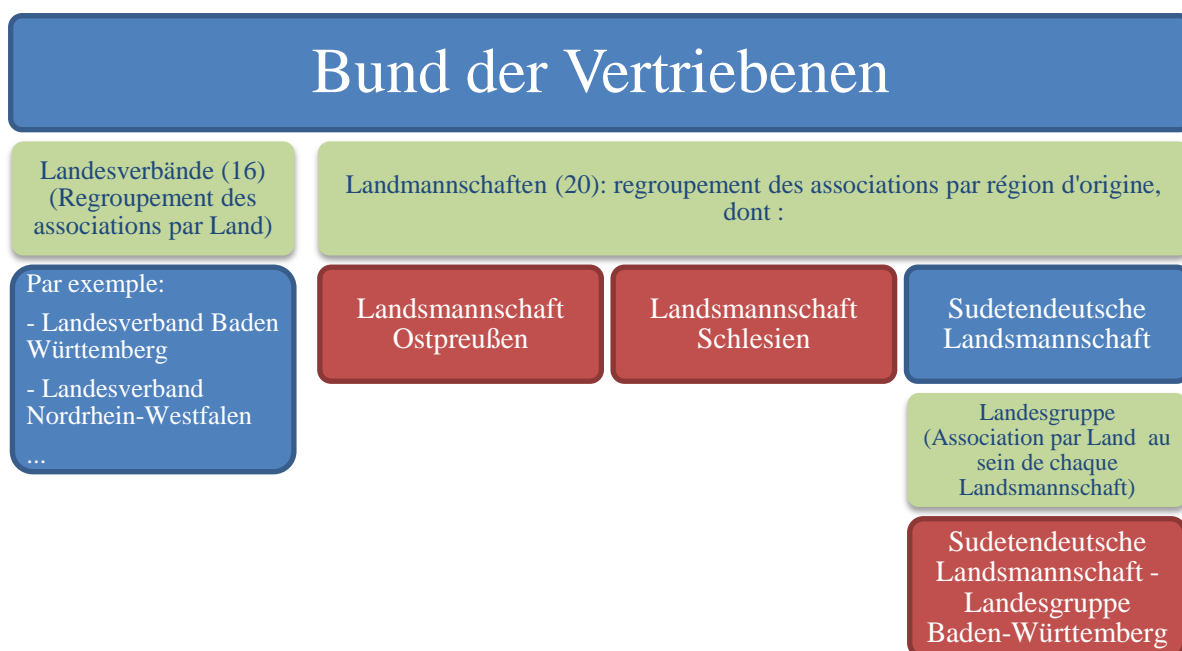 Bund der Vertriebenen
Landesverbände (16)
(Regroupement des
associations par Land)
Landmannschaften (20): regroupement des associations par région d'origine,
dont :
Par exemple:
- Landesverband Baden
Württemberg
- Landesverband
Nordrhein-Westfalen
...
Landsmannschaft
Ostpreußen
Landsmannschaft
Schlesien
Sudetendeutsche
Landsmannschaft
Landesgruppe
(Association par Land au
sein de chaque
Landsmannschaft)
Sudetendeutsche
Landsmannschaft -
Landesgruppe
Baden-Württemberg